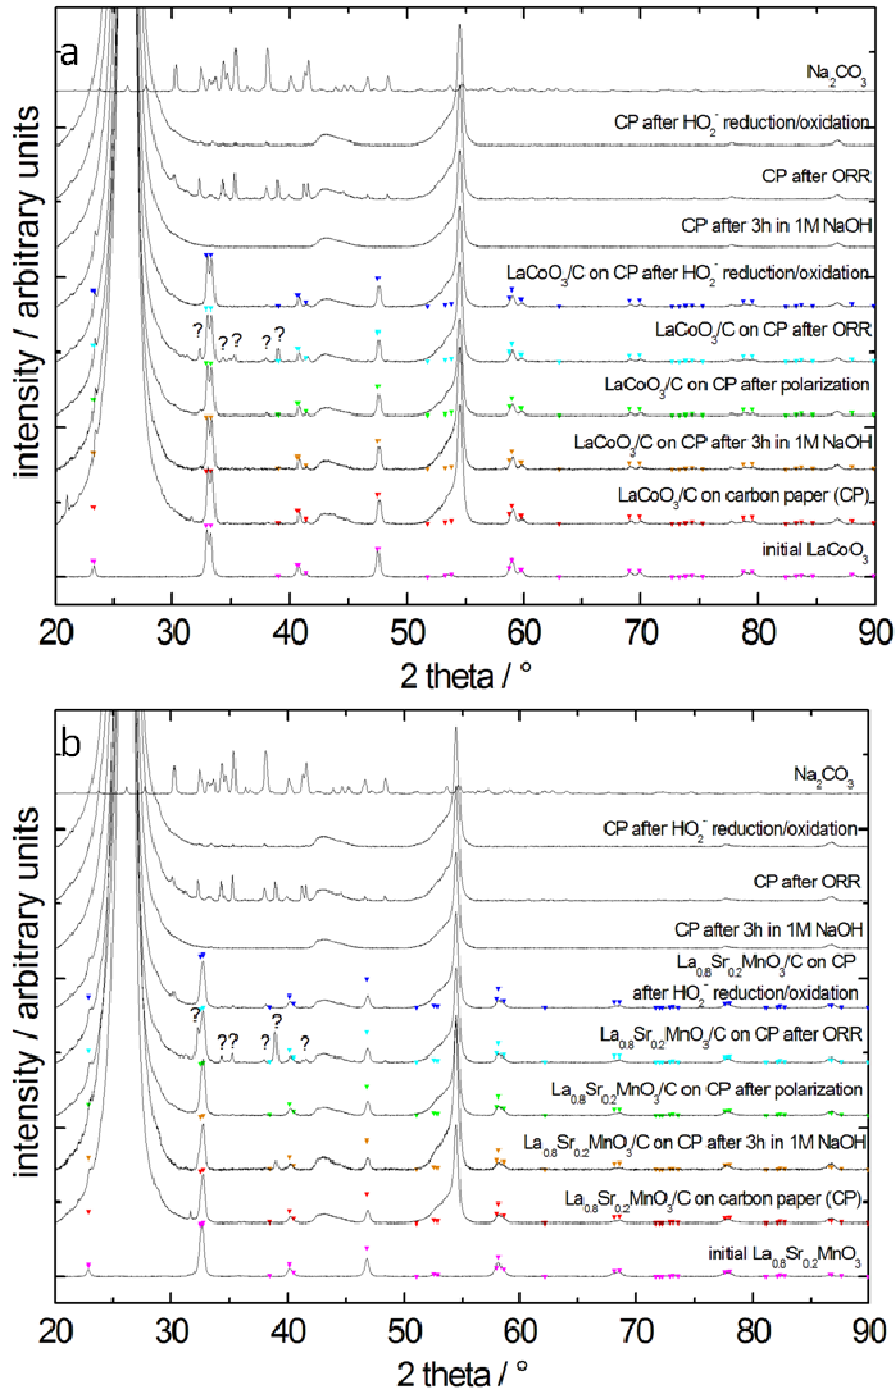 a
Na₂CO₃
CP after HO₂⁻ reduction/oxidation
CP after ORR
CP after 3h in 1M NaOH
LaCoO₃/C on CP after HO₂⁻ reduction/oxidation
? ? ? ? ?
LaCoO₃/C on CP after ORR
LaCoO₃/C on CP after polarization
LaCoO₃/C on CP after 3h in 1M NaOH
LaCoO₃/C on carbon paper (CP)
initial LaCoO₃
intensity / arbitrary units
20 30 40 50 60 70 80 90
2 theta / °
b
Na₂CO₃
CP after HO₂⁻ reduction/oxidation
CP after ORR
CP after 3h in 1M NaOH
La₀.₈Sr₀.₂MnO₃/C on CP
after HO₂⁻ reduction/oxidation
? ? ? ? ? ?
La₀.₈Sr₀.₂MnO₃/C on CP after ORR
La₀.₈Sr₀.₂MnO₃/C on CP after polarization
La₀.₈Sr₀.₂MnO₃/C on CP after 3h in 1M NaOH
La₀.₈Sr₀.₂MnO₃/C on carbon paper (CP)
initial La₀.₈Sr₀.₂MnO₃
intensity / arbitrary units
20 30 40 50 60 70 80 90
2 theta / °